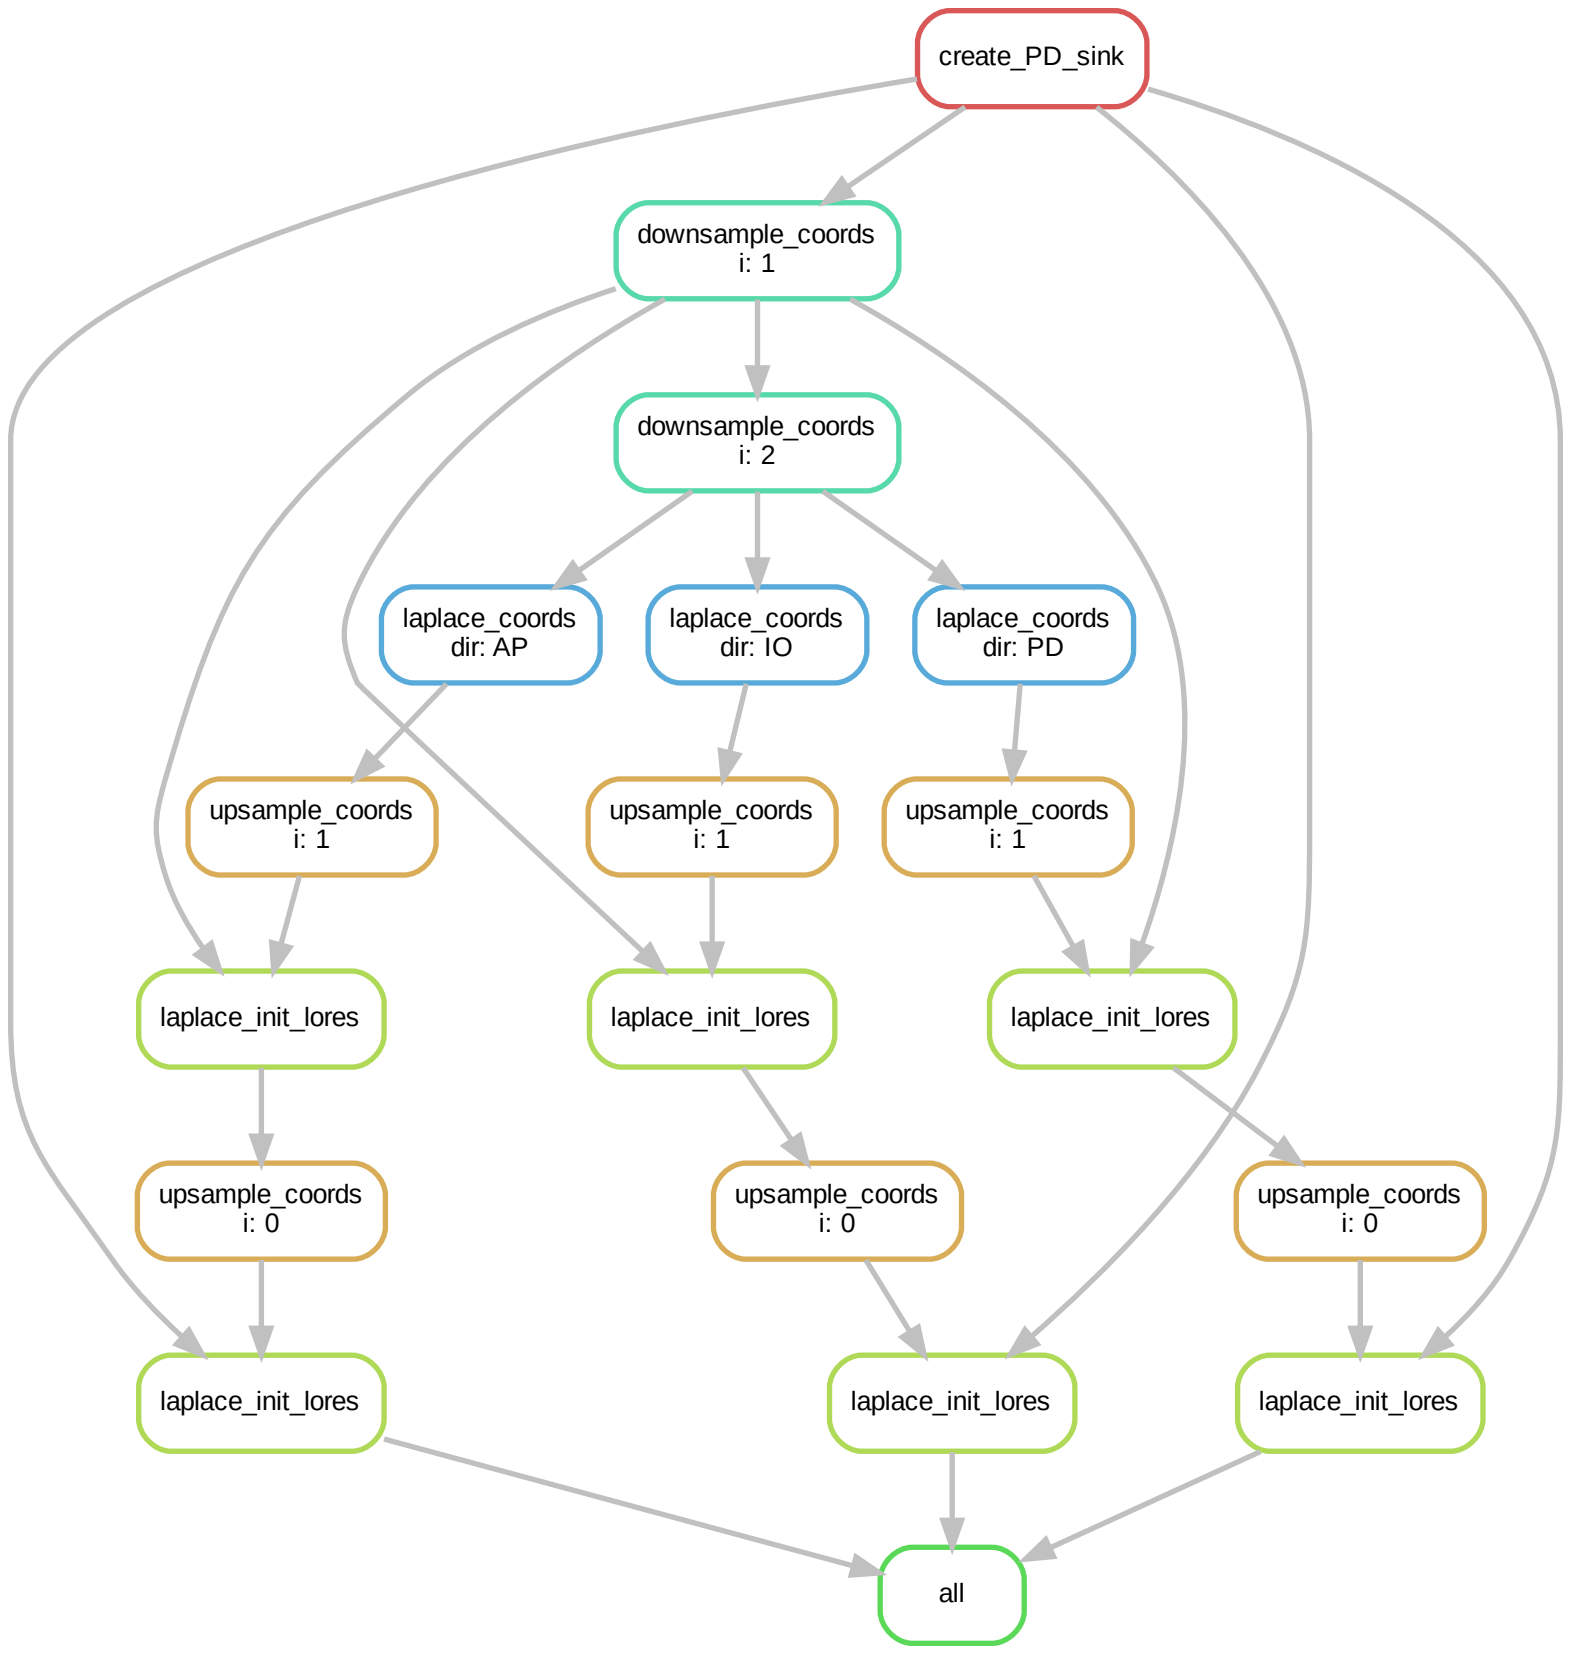 create_PD_sink
downsample_coords
i: 1
downsample_coords
i: 2
laplace_coords
dir: AP
laplace_coords
dir: IO
laplace_coords
dir: PD
upsample_coords
i: 1
upsample_coords
i: 1
upsample_coords
i: 1
laplace_init_lores
laplace_init_lores
laplace_init_lores
upsample_coords
i: 0
upsample_coords
i: 0
upsample_coords
i: 0
laplace_init_lores
laplace_init_lores
laplace_init_lores
all